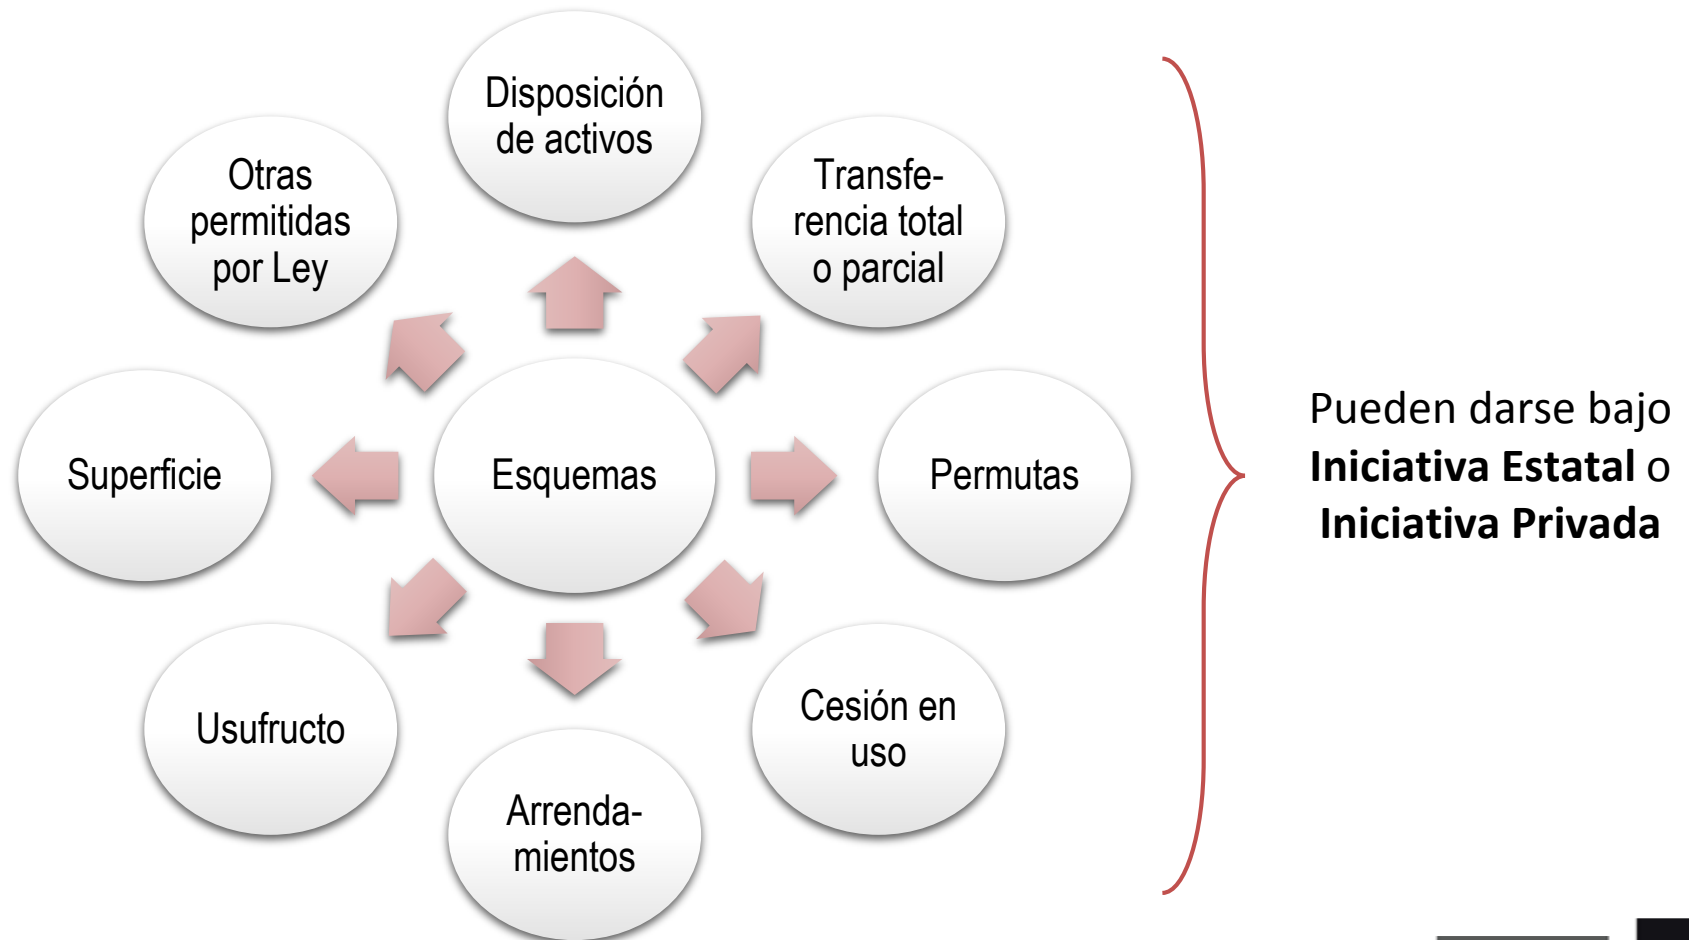 Disposición
de activos
Transfe-
rencia total
o parcial
Permutas
Cesión en
uso
Arrenda-
mientos
Usufructo
Superficie
Otras
permitidas
por Ley
Esquemas
Pueden darse bajo
Iniciativa Estatal o
Iniciativa Privada